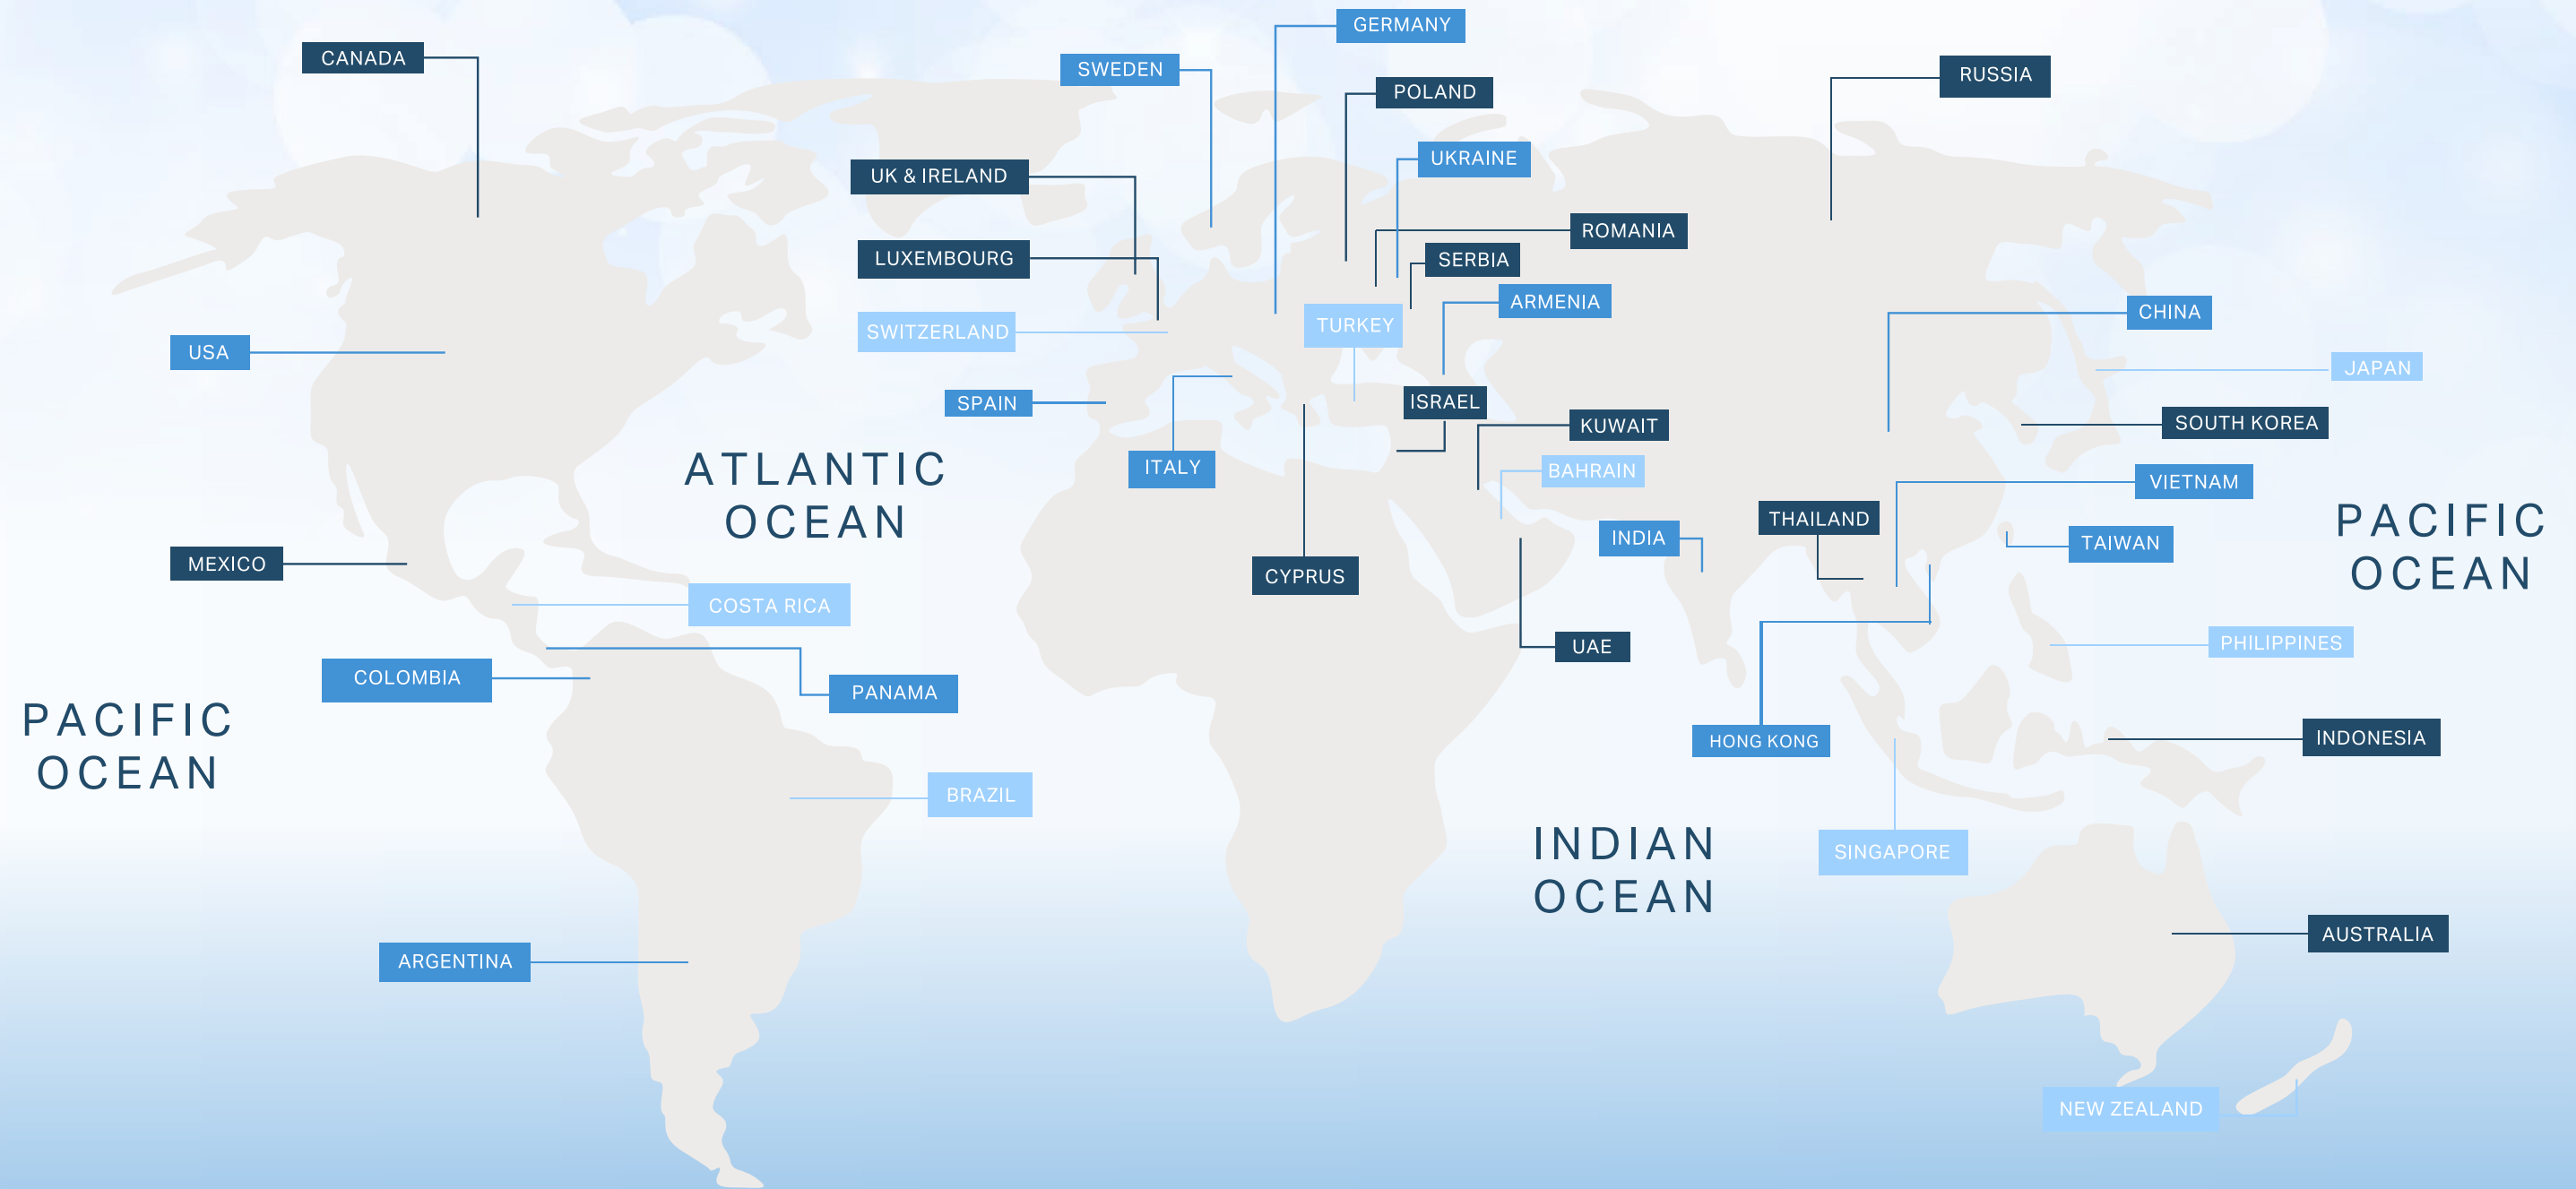 GERMANY
CANADA
SWEDEN
RUSSIA
POLAND
UKRAINE
UK & IRELAND
ROMANIA
LUXEMBOURG
SERBIA
ARMENIA
CHINA
SWITZERLAND
TURKEY
USA
JAPAN
SPAIN
ISRAEL
KUWAIT
SOUTH KOREA
ATLANTIC
OCEAN
ITALY
BAHRAIN
VIETNAM
THAILAND
PACIFIC
OCEAN
INDIA
TAIWAN
MEXICO
CYPRUS
COSTA RICA
UAE
PHILIPPINES
COLOMBIA
PANAMA
PACIFIC
OCEAN
HONG KONG
INDONESIA
BRAZIL
INDIAN
OCEAN
SINGAPORE
AUSTRALIA
ARGENTINA
NEW ZEALAND